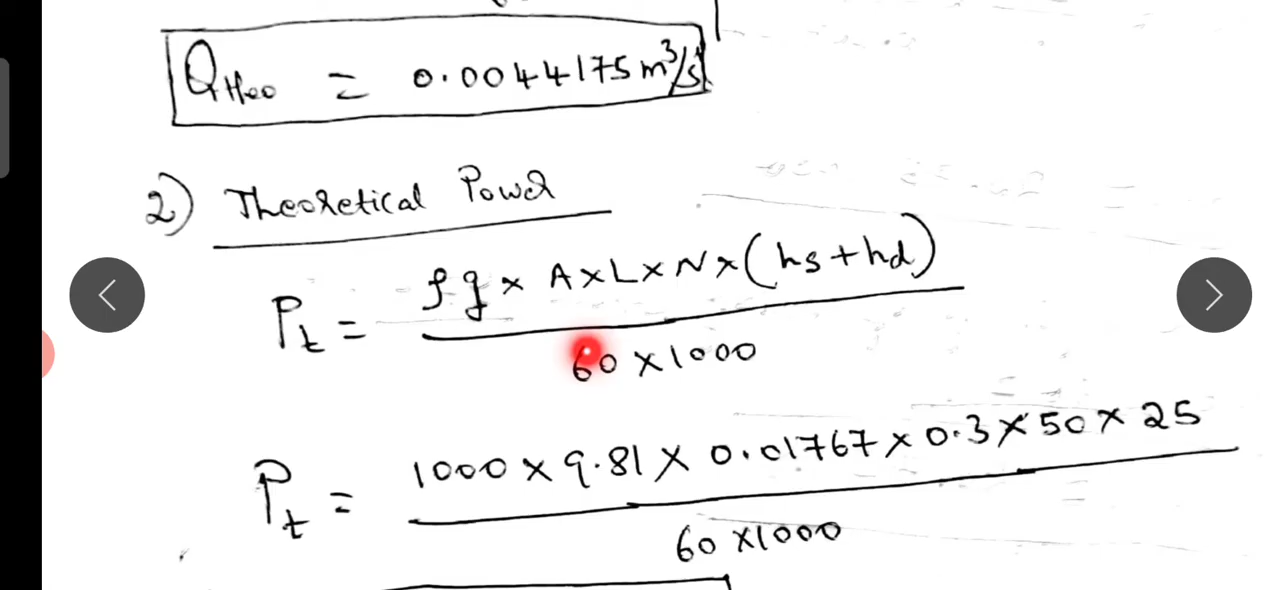 Qtheo = 0.0044175 m³/s
2) Theoretical Power
Pt = ρg × A×L×N×(hs+hd) / 60×1000
Pt = 1000 × 9.81 × 0.01767 × 0.3 × 50 × 25 / 60 ×1000